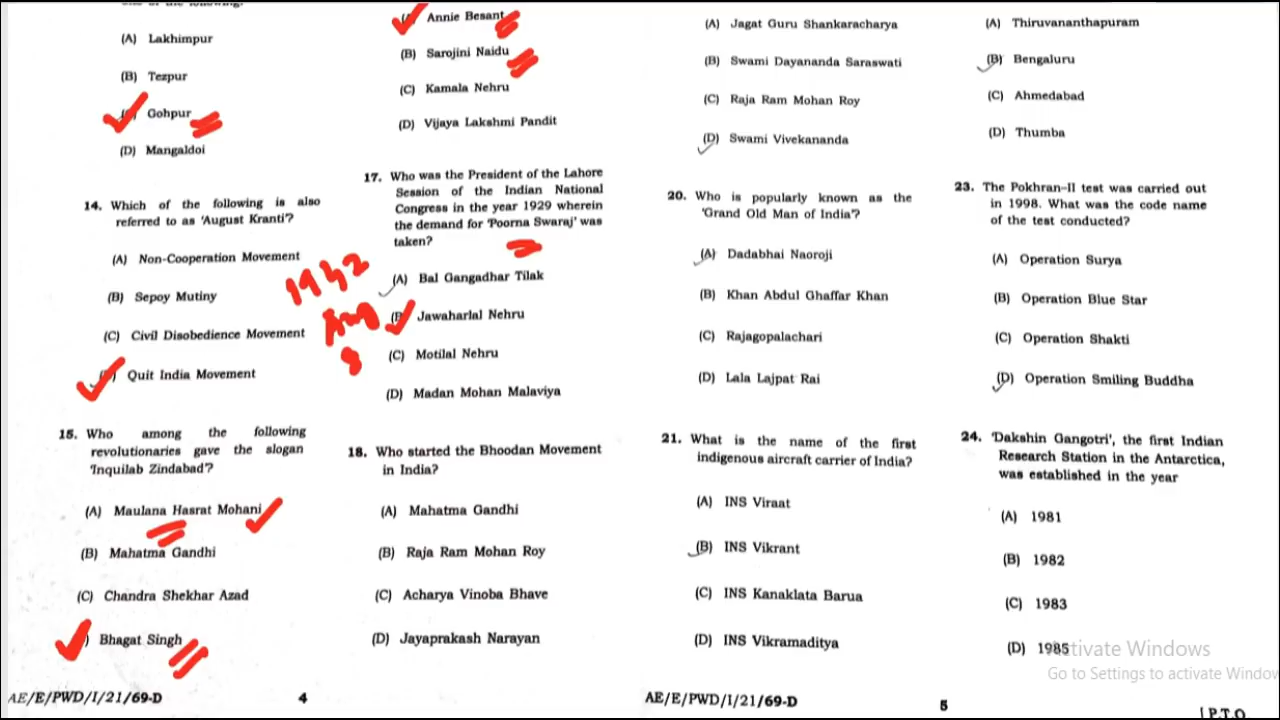 (A) Lakhimpur
(B) Tezpur
Gohpur
(D) Mangaldoi
14. Which of the following is also
referred to as 'August Kranti'?
(A) Non-Cooperation Movement
(B) Sepoy Mutiny
(C) Civil Disobedience Movement
Quit India Movement
15. Who among the following
revolutionaries gave the slogan
'Inquilab Zindabad'?
(A) Maulana Hasrat Mohani
(B) Mahatma Gandhi
(C) Chandra Shekhar Azad
Bhagat Singh
AE/E/PWD/I/21/69-D
4
Annie Besant
(B) Sarojini Naidu
(C) Kamala Nehru
(D) Vijaya Lakshmi Pandit
17. Who was the President of the Lahore
Session of the Indian National
Congress in the year 1929 wherein
the demand for 'Poorna Swaraj' was
taken?
1942
Aug
8
(A) Bal Gangadhar Tilak
(B) Jawaharlal Nehru
(C) Motilal Nehru
(D) Madan Mohan Malaviya
18. Who started the Bhoodan Movement
in India?
(A) Mahatma Gandhi
(B) Raja Ram Mohan Roy
(C) Acharya Vinoba Bhave
(D) Jayaprakash Narayan
(A) Jagat Guru Shankaracharya
(B) Swami Dayananda Saraswati
(C) Raja Ram Mohan Roy
(D) Swami Vivekananda
20. Who is popularly known as the
'Grand Old Man of India'?
(A) Dadabhai Naoroji
(B) Khan Abdul Ghaffar Khan
(C) Rajagopalachari
(D) Lala Lajpat Rai
21. What is the name of the first
indigenous aircraft carrier of India?
(A) INS Viraat
(B) INS Vikrant
(C) INS Kanaklata Barua
(D) INS Vikramaditya
AE/E/PWD/I/21/69-D
5
(A) Thiruvananthapuram
(B) Bengaluru
(C) Ahmedabad
(D) Thumba
23. The Pokhran-II test was carried out
in 1998. What was the code name
of the test conducted?
(A) Operation Surya
(B) Operation Blue Star
(C) Operation Shakti
(D) Operation Smiling Buddha
24. 'Dakshin Gangotri', the first Indian
Research Station in the Antarctica,
was established in the year
(A) 1981
(B) 1982
(C) 1983
(D) 1985
Activate Windows
Go to Settings to activate Window
[ P.T.O.